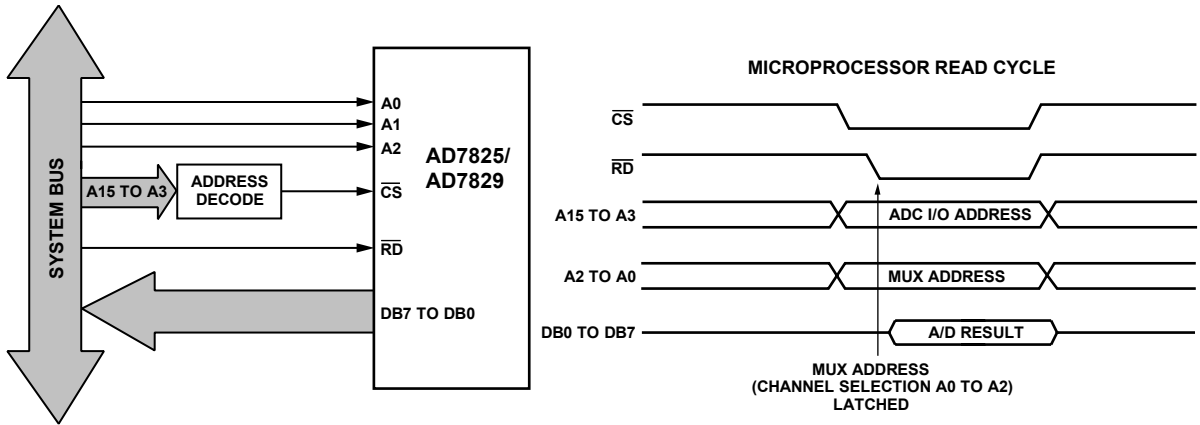 SYSTEM BUS
A15 TO A3
ADDRESS
DECODE
A0
A1
A2
CS
RD
DB7 TO DB0
AD7825/
AD7829
MICROPROCESSOR READ CYCLE
CS
RD
A15 TO A3
ADC I/O ADDRESS
A2 TO A0
MUX ADDRESS
DB0 TO DB7
A/D RESULT
MUX ADDRESS
(CHANNEL SELECTION A0 TO A2)
LATCHED